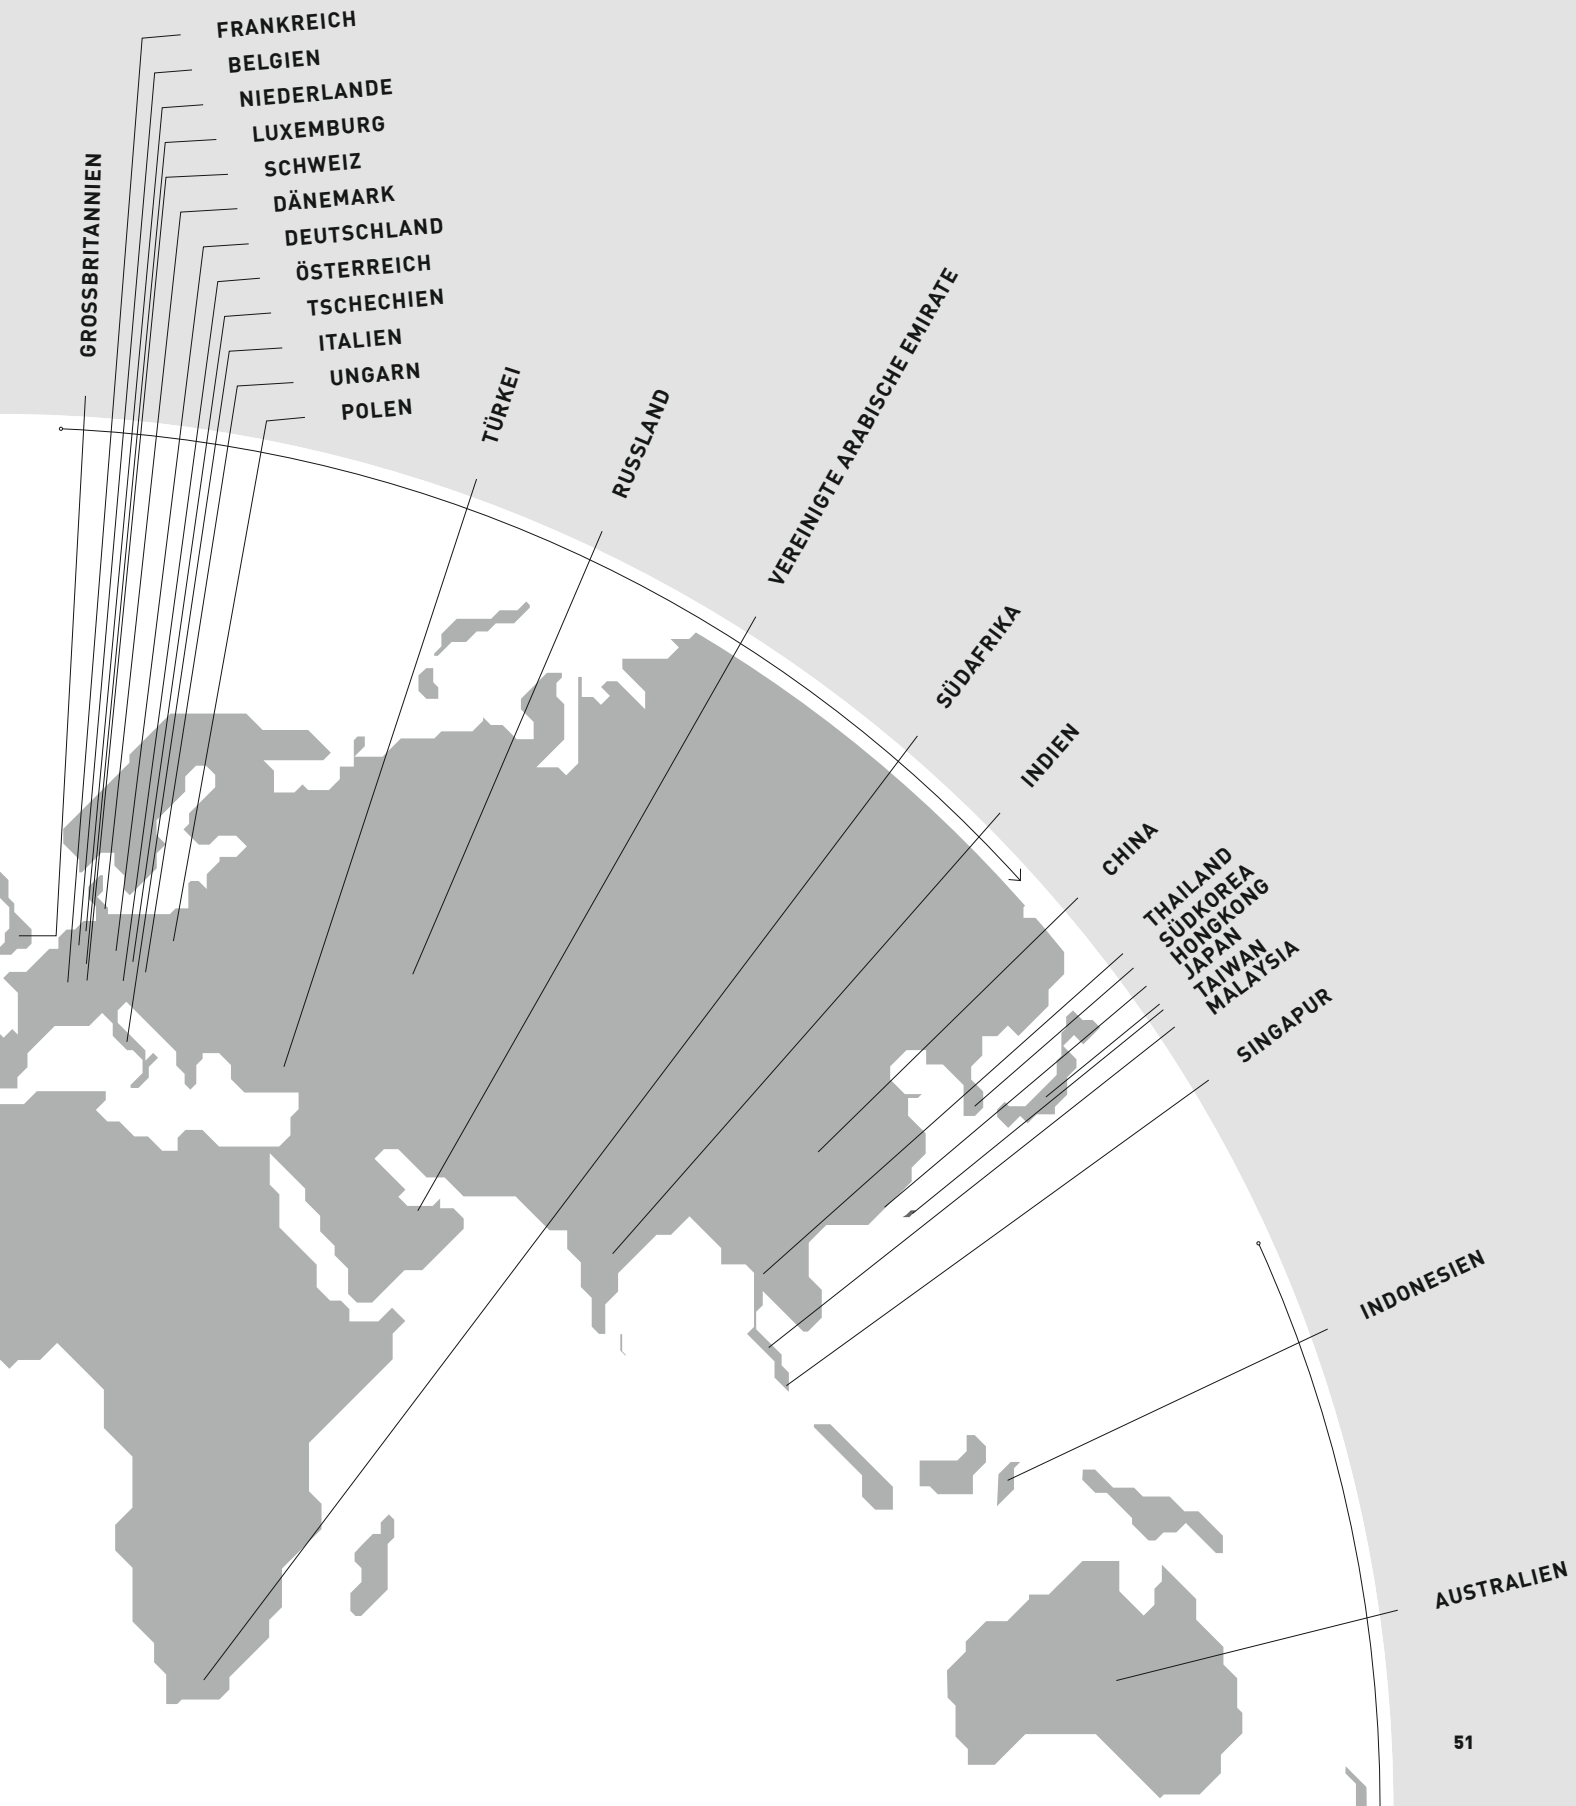 FRANKREICH
BELGIEN
NIEDERLANDE
LUXEMBURG
SCHWEIZ
DÄNEMARK
DEUTSCHLAND
ÖSTERREICH
TSCHECHIEN
ITALIEN
UNGARN
POLEN
GROSSBRITANNIEN
TÜRKEI
RUSSLAND
VEREINIGTE ARABISCHE EMIRATE
SÜDAFRIKA
INDIEN
CHINA
THAILAND
SÜDKOREA
HONGKONG
JAPAN
TAIWAN
MALAYSIA
SINGAPUR
INDONESIEN
AUSTRALIEN
51